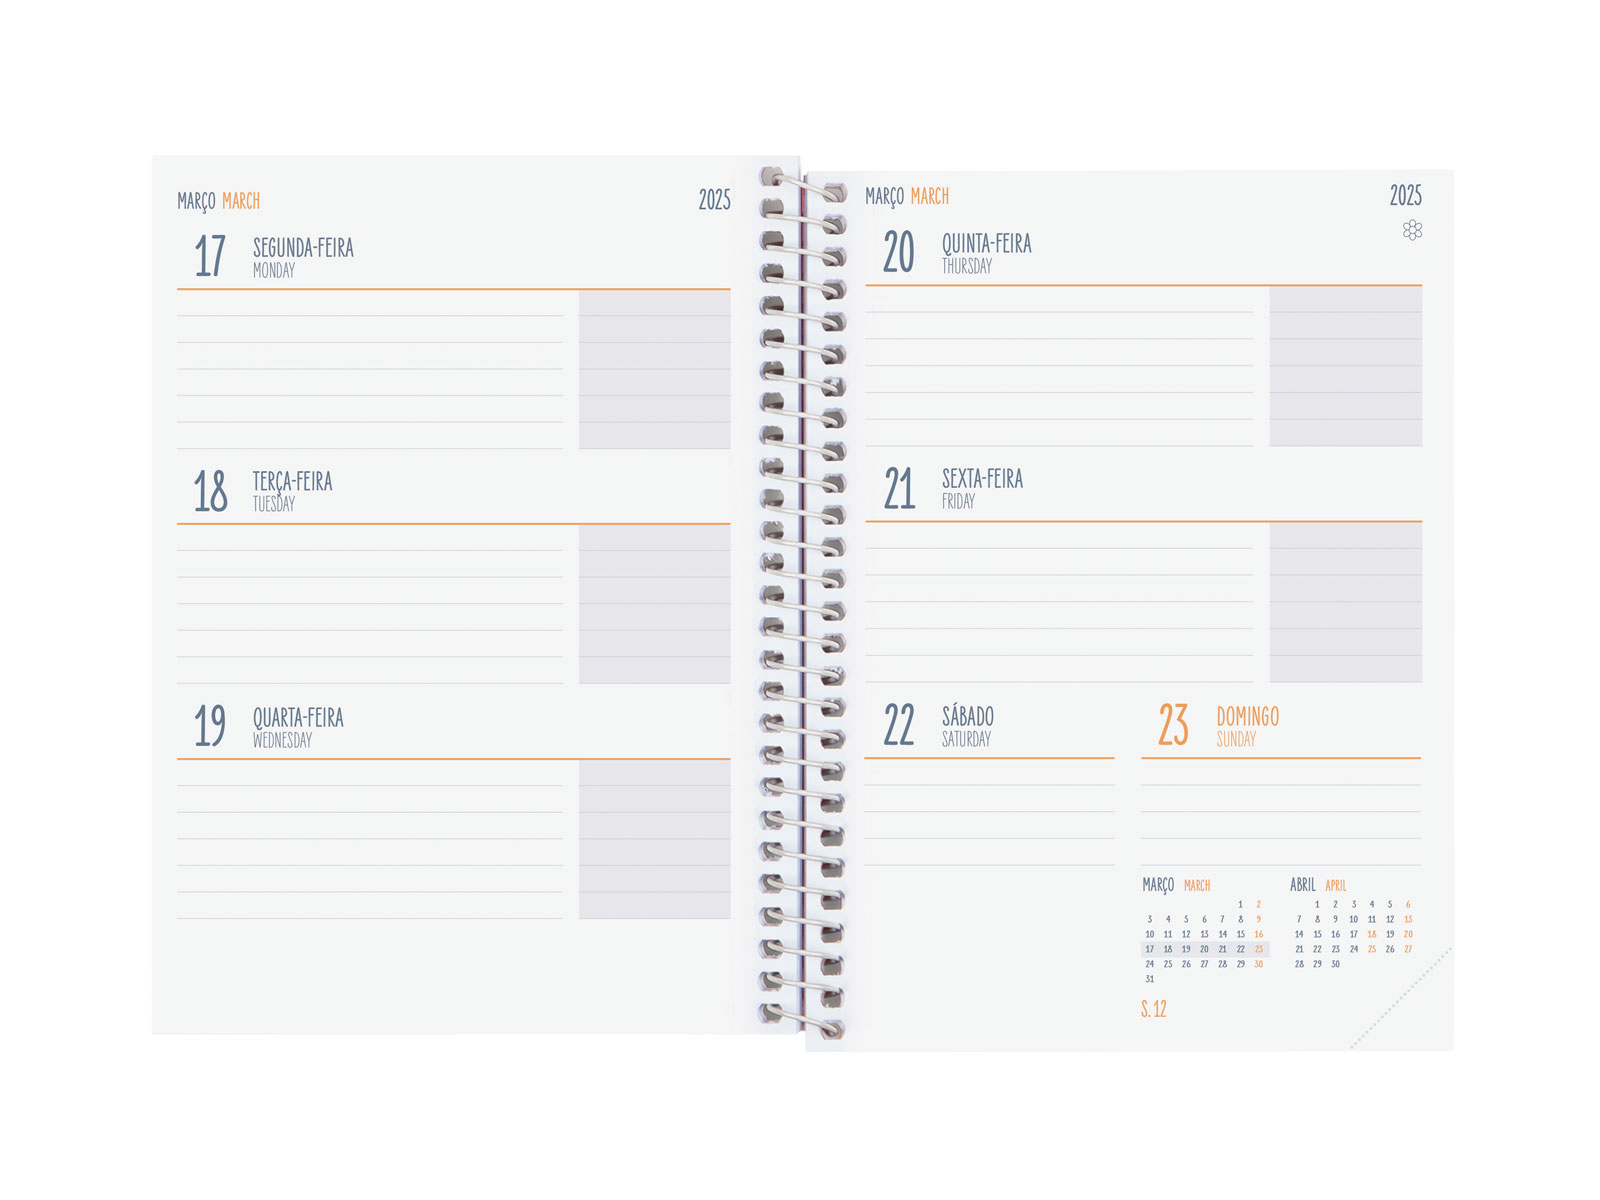 MARÇO MARCH 2025
17 SEGUNDA-FEIRA
MONDAY
18 TERÇA-FEIRA
TUESDAY
19 QUARTA-FEIRA
WEDNESDAY
MARÇO MARCH 2025
20 QUINTA-FEIRA
THURSDAY
21 SEXTA-FEIRA
FRIDAY
22 SÁBADO
SATURDAY
23 DOMINGO
SUNDAY
MARÇO MARCH
1 2
3 4 5 6 7 8 9
10 11 12 13 14 15 16
17 18 19 20 21 22 23
24 25 26 27 28 29 30
31
ABRIL APRIL
1 2 3 4 5 6
7 8 9 10 11 12 13
14 15 16 17 18 19 20
21 22 23 24 25 26 27
28 29 30
S. 12